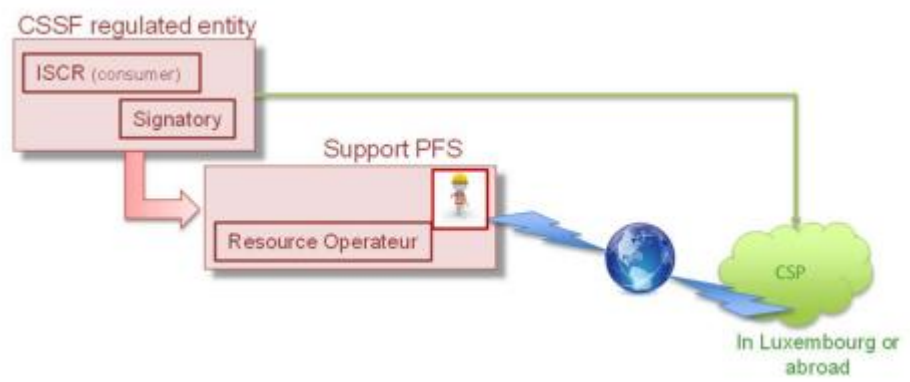 CSSF regulated entity
ISCR (consumer)
Signatory
Support PFS
Resource Operateur
CSP
In Luxembourg or
abroad